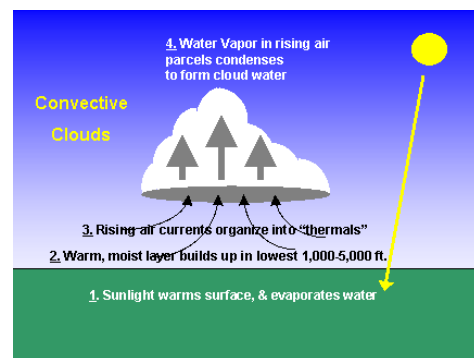 4. Water Vapor in rising air
parcels condenses
to form cloud water
Convective
Clouds
3. Rising air currents organize into “thermals”
2. Warm, moist layer builds up in lowest 1,000-5,000 ft.
1. Sunlight warms surface, & evaporates water